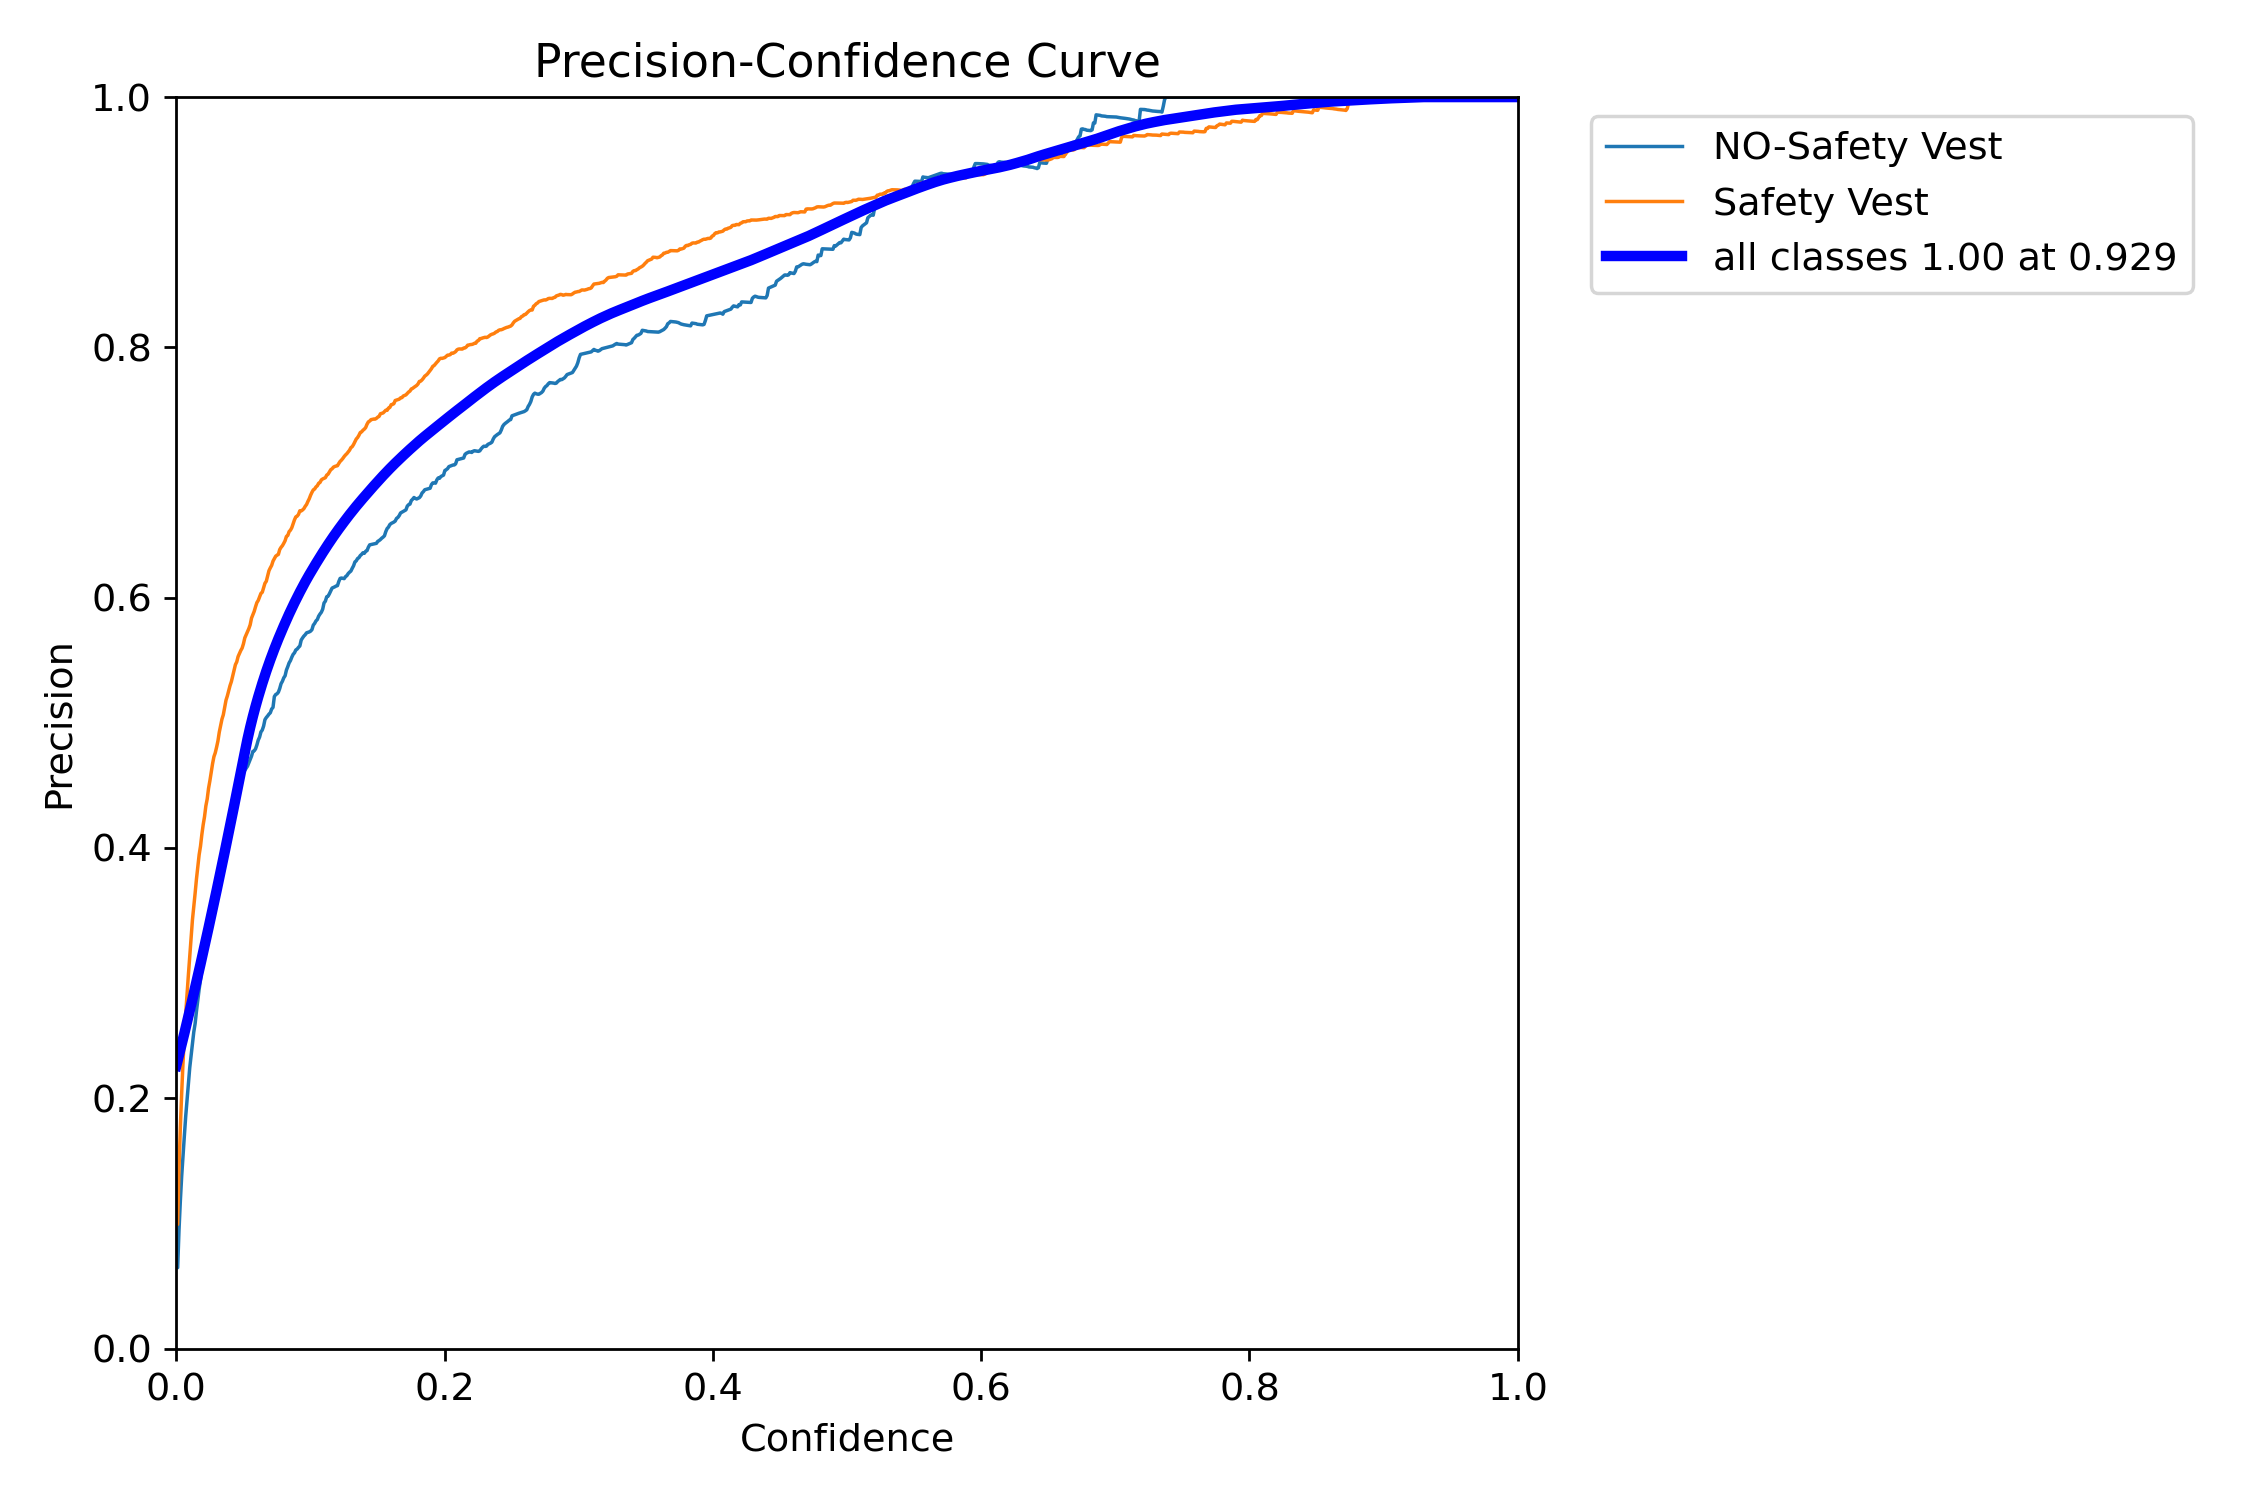 Precision-Confidence Curve
1.0
0.8
0.6
0.4
0.2
0.0
Precision
0.0 0.2 0.4 0.6 0.8 1.0
Confidence
NO-Safety Vest
Safety Vest
all classes 1.00 at 0.929